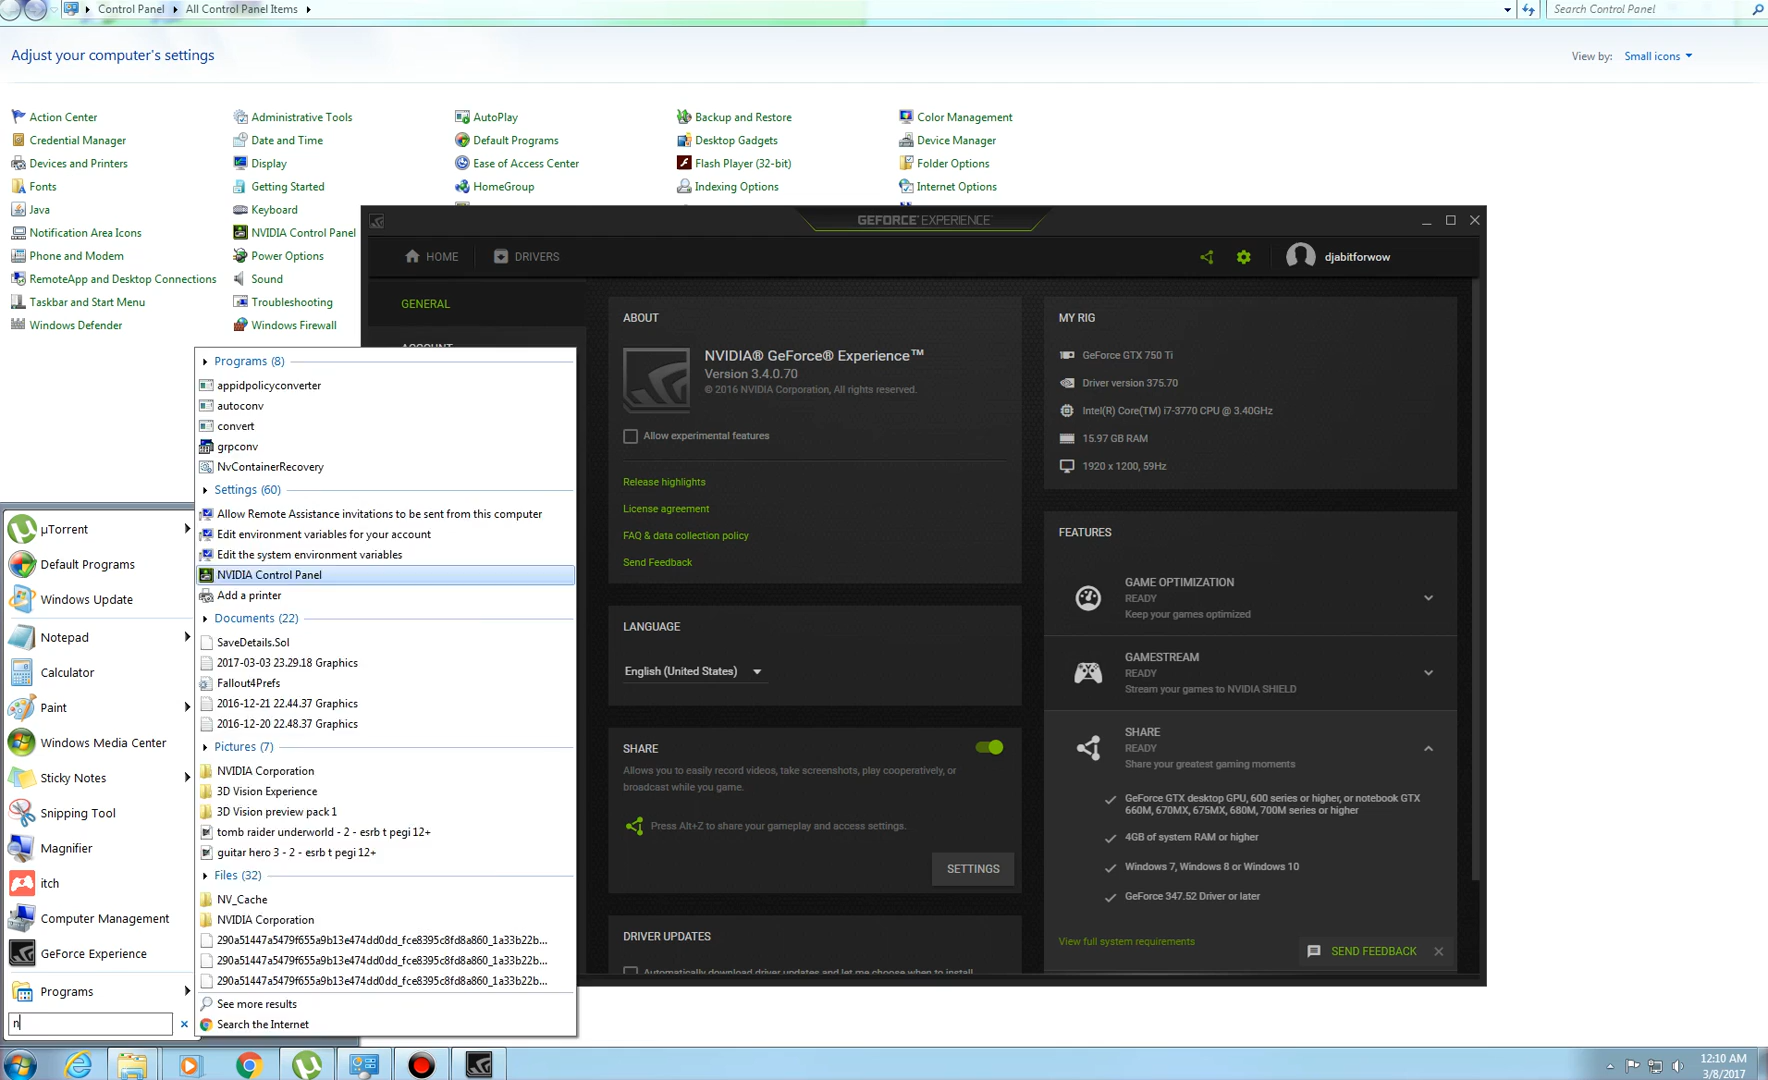 Control Panel All Control Panel Items Search Control Panel
Adjust your computer's settings
View by: Small icons
Action Center Administrative Tools AutoPlay Backup and Restore Color Management
Credential Manager Date and Time Default Programs Desktop Gadgets Device Manager
Devices and Printers Display Ease of Access Center Flash Player (32-bit) Folder Options
Fonts Getting Started HomeGroup Indexing Options Internet Options
Java Keyboard
Notification Area Icons NVIDIA Control Panel
Phone and Modem Power Options
RemoteApp and Desktop Connections Sound
Taskbar and Start Menu Troubleshooting
Windows Defender Windows Firewall
Programs (8)
appidpolicyconverter
autoconv
convert
grpconv
NvContainerRecovery
Settings (60)
Allow Remote Assistance invitations to be sent from this computer
Edit environment variables for your account
Edit the system environment variables
NVIDIA Control Panel
Add a printer
Documents (22)
SaveDetails.Sol
2017-03-03 23.29.18 Graphics
Fallout4Prefs
2016-12-21 22.44.37 Graphics
2016-12-20 22.48.37 Graphics
Pictures (7)
NVIDIA Corporation
3D Vision Experience
3D Vision preview pack 1
tomb raider underworld - 2 - esrb t pegi 12+
guitar hero 3 - 2 - esrb t pegi 12+
Files (32)
NV_Cache
NVIDIA Corporation
290a51447a5479f655a9b13e474dd0dd_fce8395c8fd8a860_1a33b22b...
290a51447a5479f655a9b13e474dd0dd_fce8395c8fd8a860_1a33b22b...
290a51447a5479f655a9b13e474dd0dd_fce8395c8fd8a860_1a33b22b...
See more results
Search the Internet
µTorrent
Default Programs
Windows Update
Notepad
Calculator
Paint
Windows Media Center
Sticky Notes
Snipping Tool
Magnifier
itch
Computer Management
GeForce Experience
Programs
n
GEFORCE EXPERIENCE
HOME DRIVERS djabitforwow
GENERAL
ACCOUNT
ABOUT
NVIDIA® GeForce® Experience™
Version 3.4.0.70
© 2016 NVIDIA Corporation, All rights reserved.
Allow experimental features
Release highlights
License agreement
FAQ & data collection policy
Send Feedback
LANGUAGE
English (United States)
SHARE
Allows you to easily record videos, take screenshots, play cooperatively, or
broadcast while you game.
Press Alt+Z to share your gameplay and access settings.
SETTINGS
DRIVER UPDATES
Automatically download driver updates and let me choose when to install
MY RIG
GeForce GTX 750 Ti
Driver version 375.70
Intel(R) Core(TM) i7-3770 CPU @ 3.40GHz
15.97 GB RAM
1920 x 1200, 59Hz
FEATURES
GAME OPTIMIZATION
READY
Keep your games optimized
GAMESTREAM
READY
Stream your games to NVIDIA SHIELD
SHARE
READY
Share your greatest gaming moments
GeForce GTX desktop GPU, 600 series or higher, or notebook GTX
660M, 670MX, 675MX, 680M, 700M series or higher
4GB of system RAM or higher
Windows 7, Windows 8 or Windows 10
GeForce 347.52 Driver or later
View full system requirements
SEND FEEDBACK
12:10 AM
3/8/2017